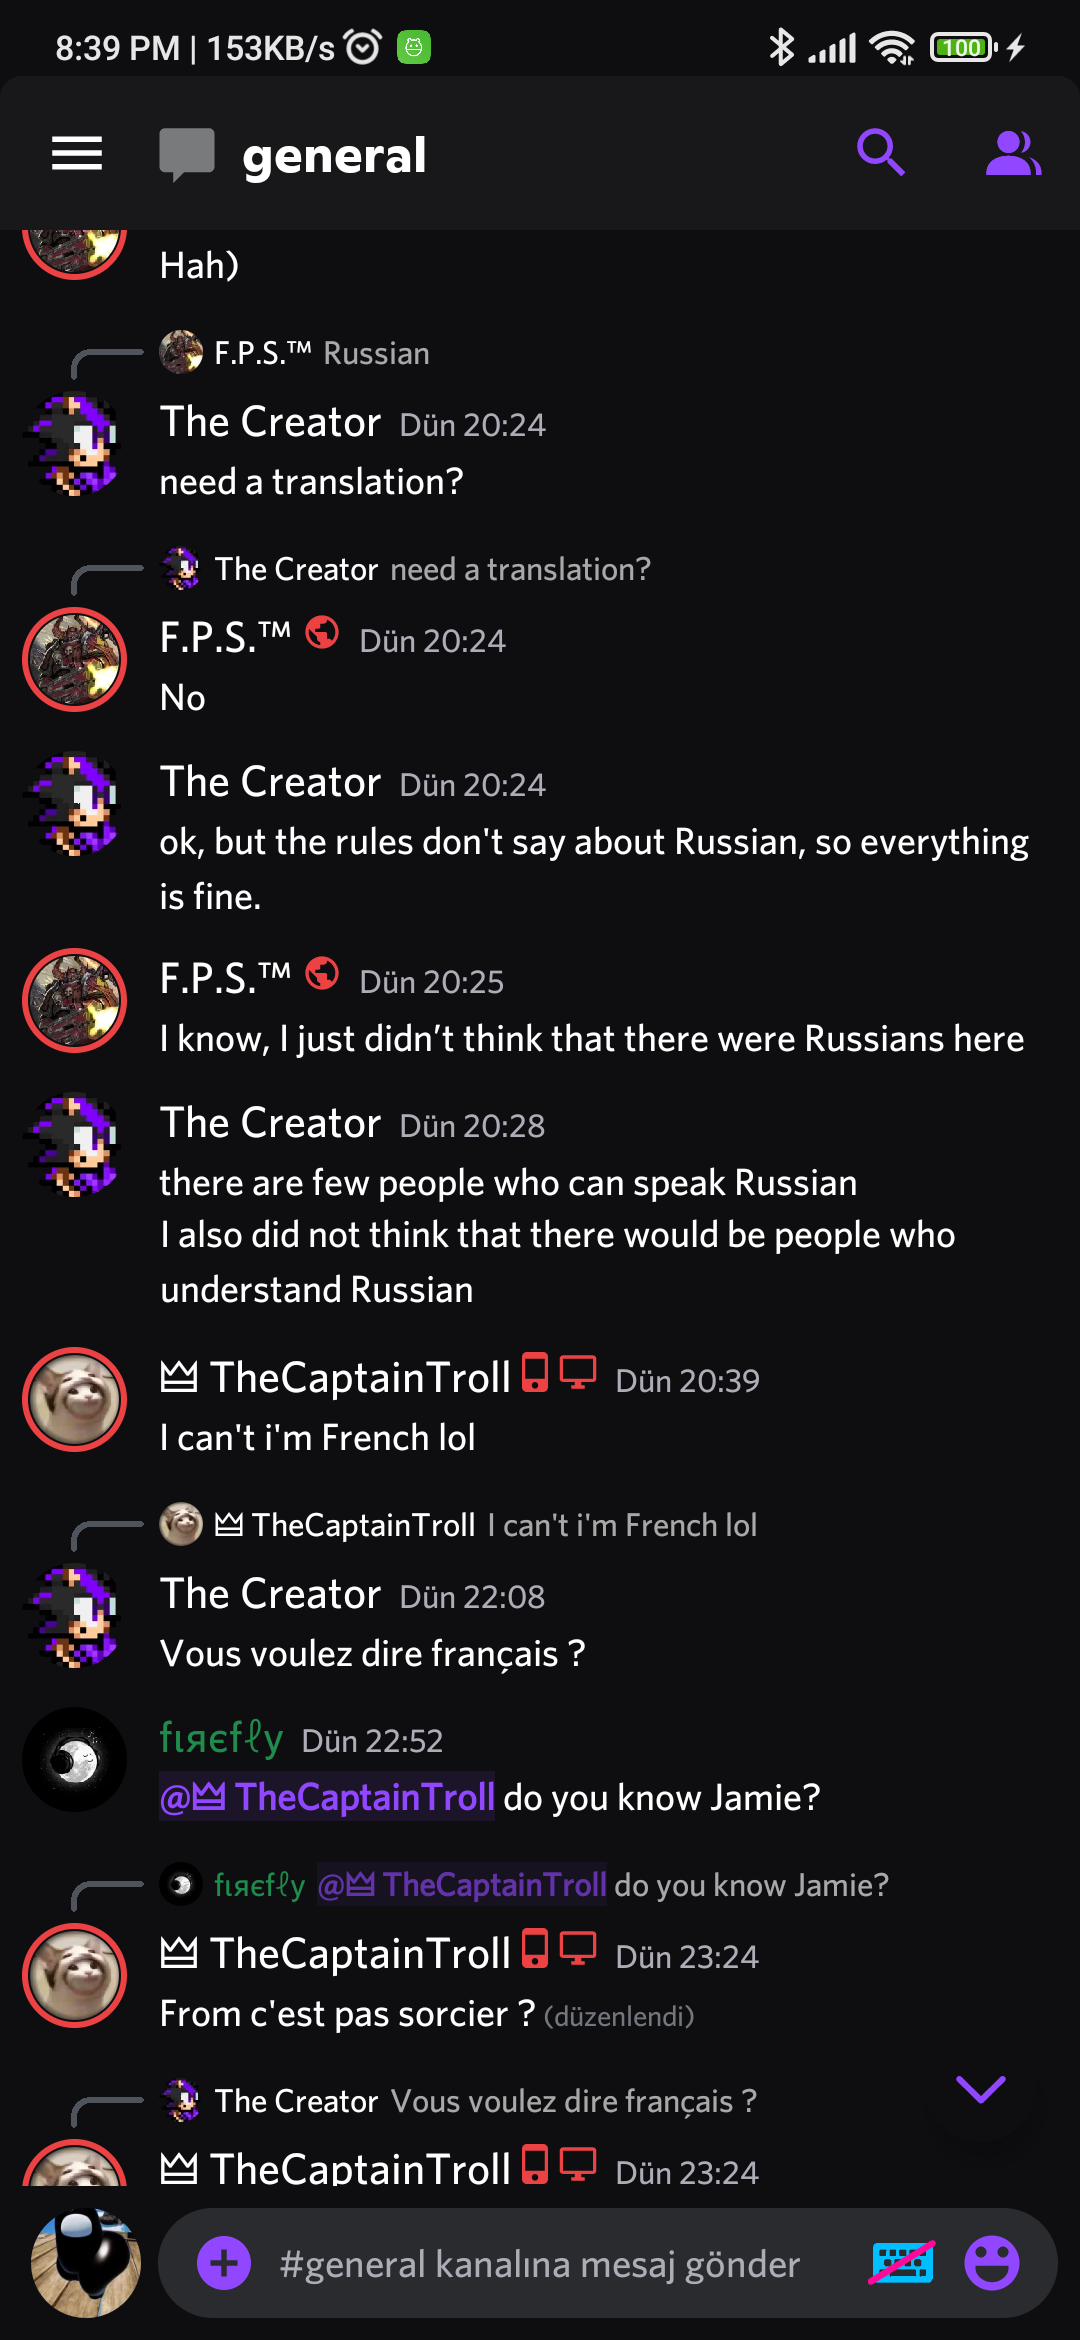 8:39 PM | 153KB/s
100
general
Hah)
F.P.S.™ Russian
The Creator Dün 20:24
need a translation?
The Creator need a translation?
F.P.S.™ Dün 20:24
No
The Creator Dün 20:24
ok, but the rules don't say about Russian, so everything
is fine.
F.P.S.™ Dün 20:25
I know, I just didn’t think that there were Russians here
The Creator Dün 20:28
there are few people who can speak Russian
I also did not think that there would be people who
understand Russian
TheCaptainTroll Dün 20:39
I can't i'm French lol
TheCaptainTroll I can't i'm French lol
The Creator Dün 22:08
Vous voulez dire français ?
fιяєfℓy Dün 22:52
@TheCaptainTroll do you know Jamie?
fιяєfℓy @TheCaptainTroll do you know Jamie?
TheCaptainTroll Dün 23:24
From c'est pas sorcier ? (düzenlendi)
The Creator Vous voulez dire français ?
TheCaptainTroll Dün 23:24
#general kanalına mesaj gönder